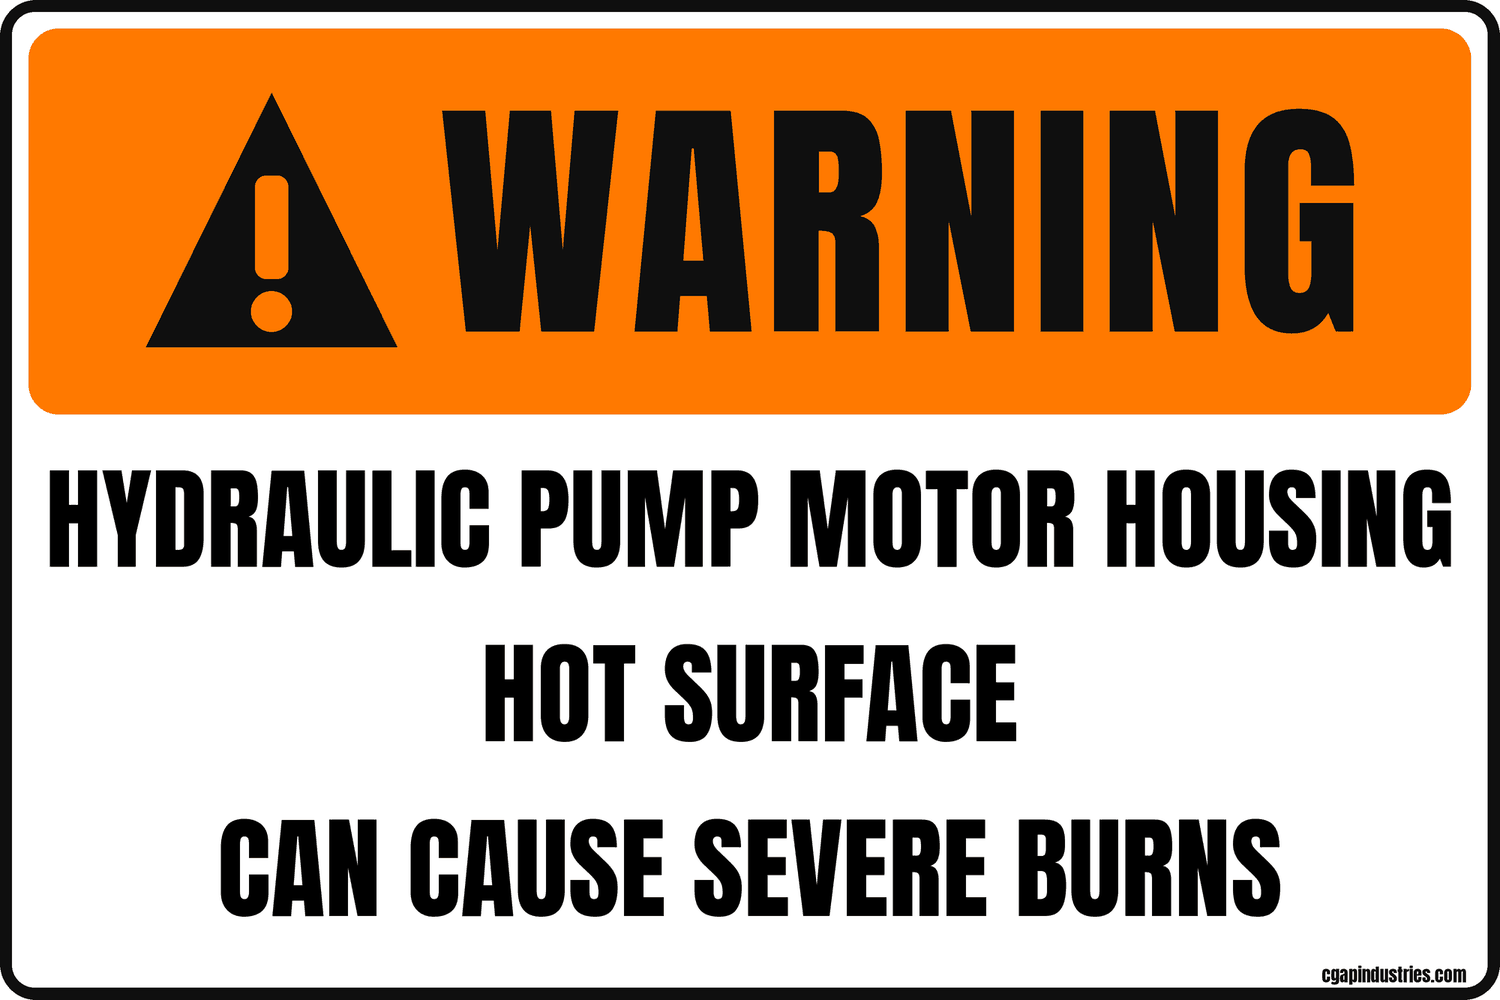 WARNING
HYDRAULIC PUMP MOTOR HOUSING
HOT SURFACE
CAN CAUSE SEVERE BURNS
cgapindustries.com